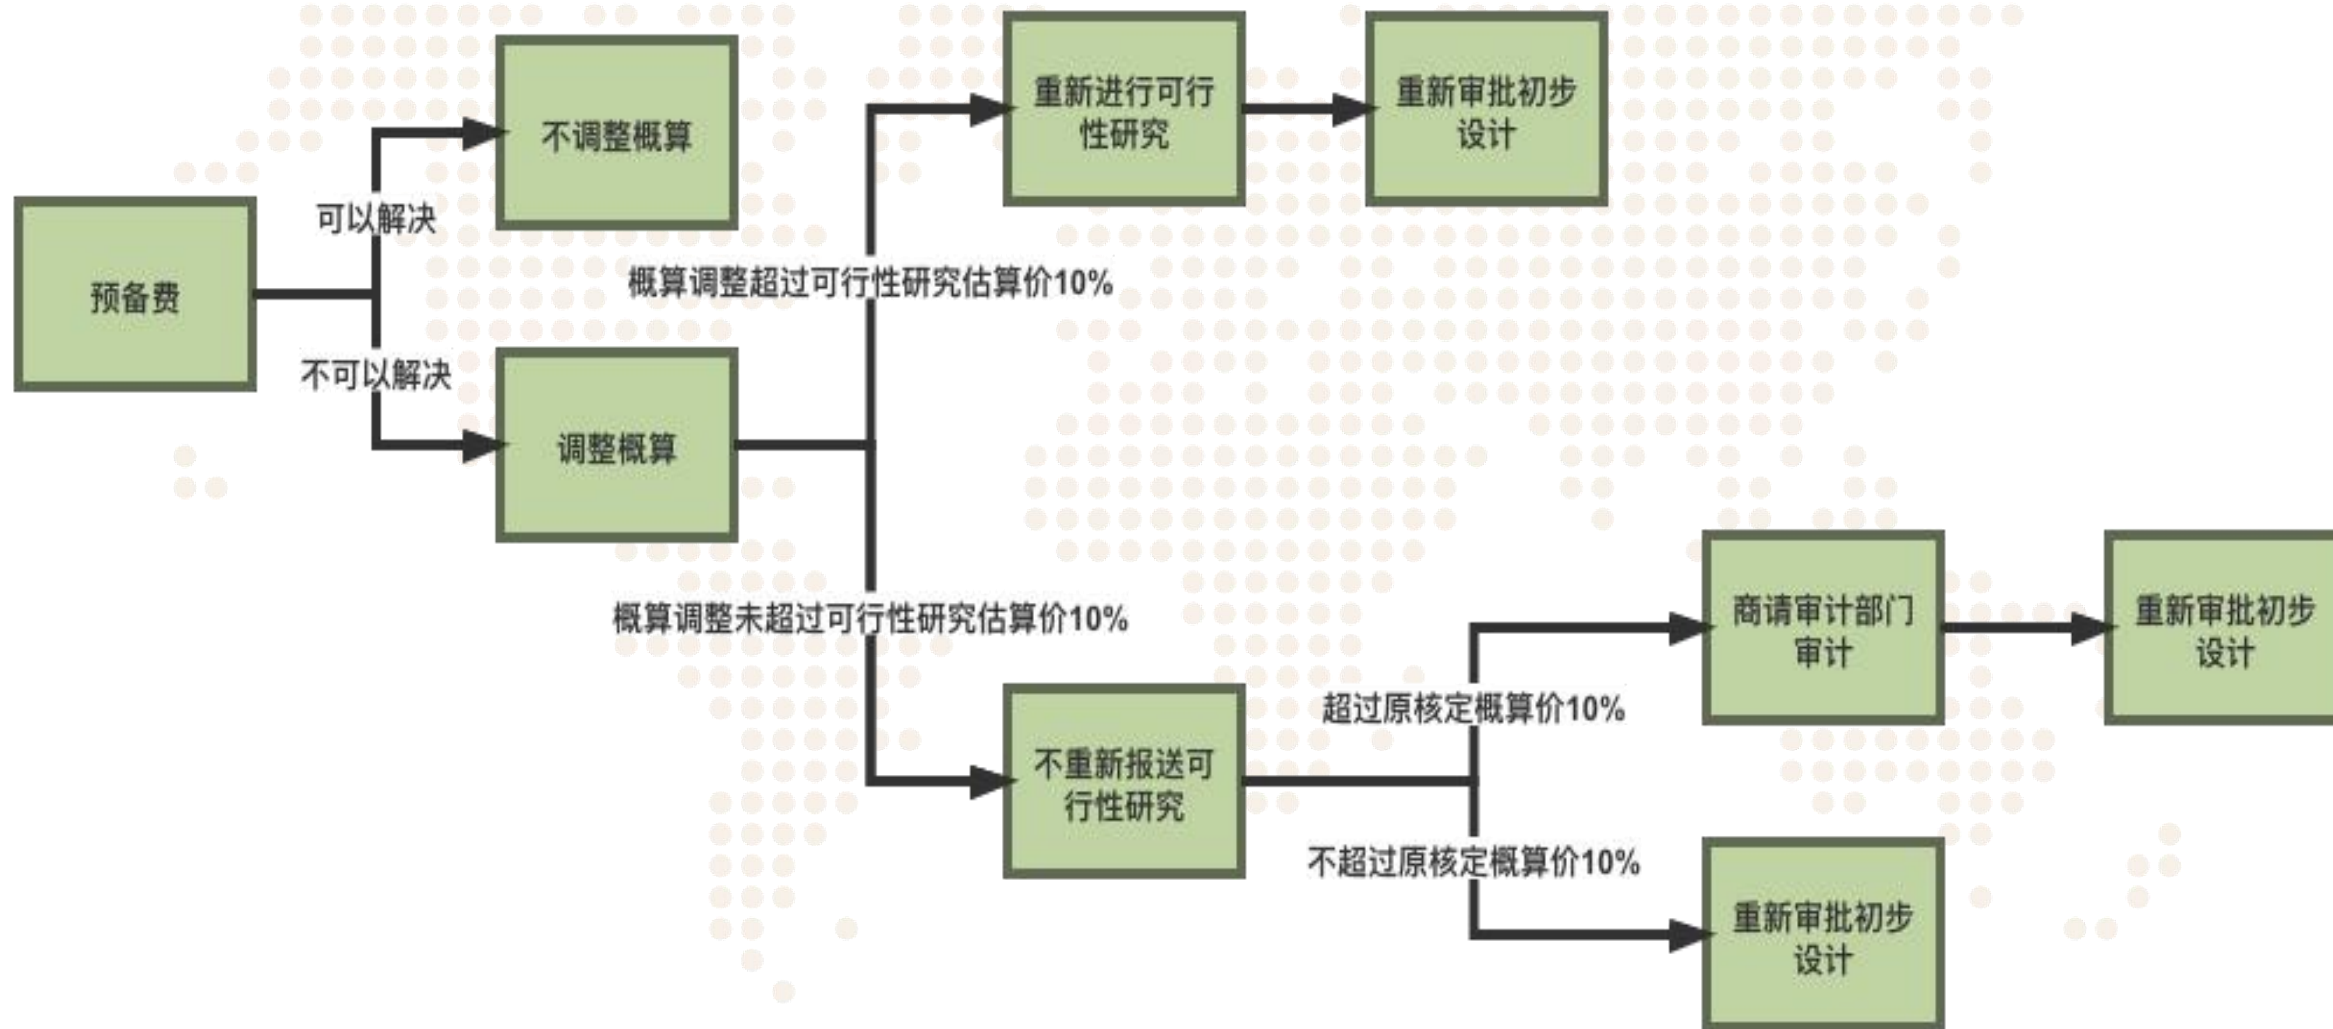 预备费
可以解决
不可以解决
不调整概算
调整概算
概算调整超过可行性研究估算价10%
概算调整未超过可行性研究估算价10%
重新进行可行
性研究
重新审批初步
设计
不重新报送可
行性研究
超过原核定概算价10%
不超过原核定概算价10%
商请审计部门
审计
重新审批初步
设计
重新审批初步
设计